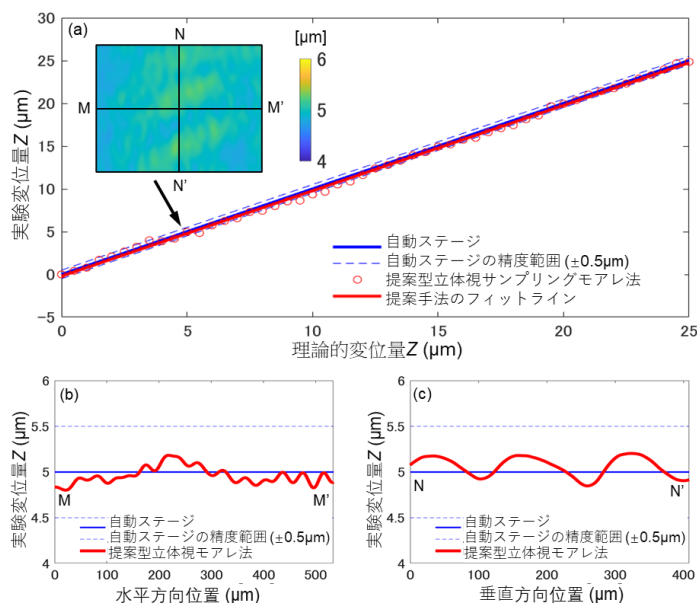 (a)
30
25
20
15
10
5
0
−5
実験変位量Z (μm)
N
M
M'
N'
[μm]
6
5
4
自動ステージ
自動ステージの精度範囲 (±0.5μm)
提案型立体視サンプリングモアレ法
提案手法のフィットライン
0
5
10
15
20
25
理論的変位量Z (μm)
(b)
6
5.5
5
4.5
4
実験変位量Z (μm)
M
M'
自動ステージ
自動ステージの精度範囲 (±0.5μm)
提案型立体視モアレ法
0
100
200
300
400
500
水平方向位置 (μm)
(c)
6
5.5
5
4.5
4
実験変位量Z (μm)
N
N'
自動ステージ
自動ステージの精度範囲 (±0.5μm)
提案型立体視モアレ法
0
100
200
300
400
垂直方向位置 (μm)